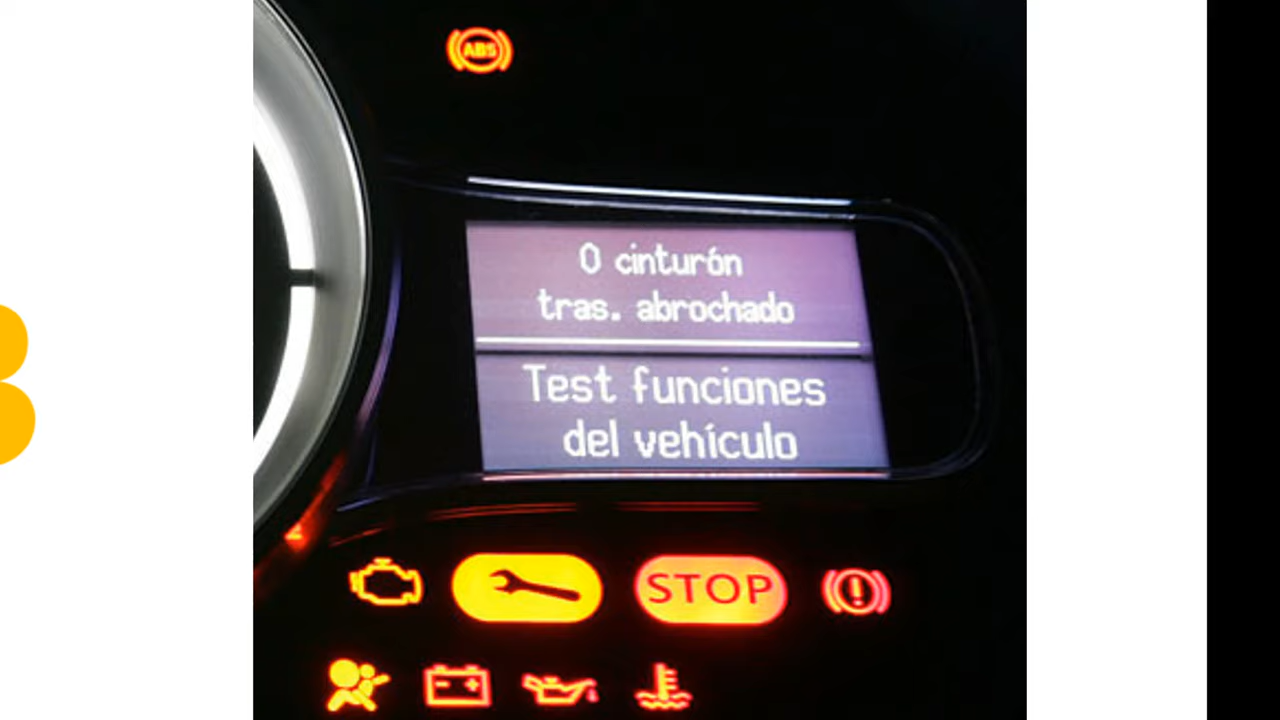 ABS
0 cinturón
tras. abrochado
Test funciones
del vehículo
STOP